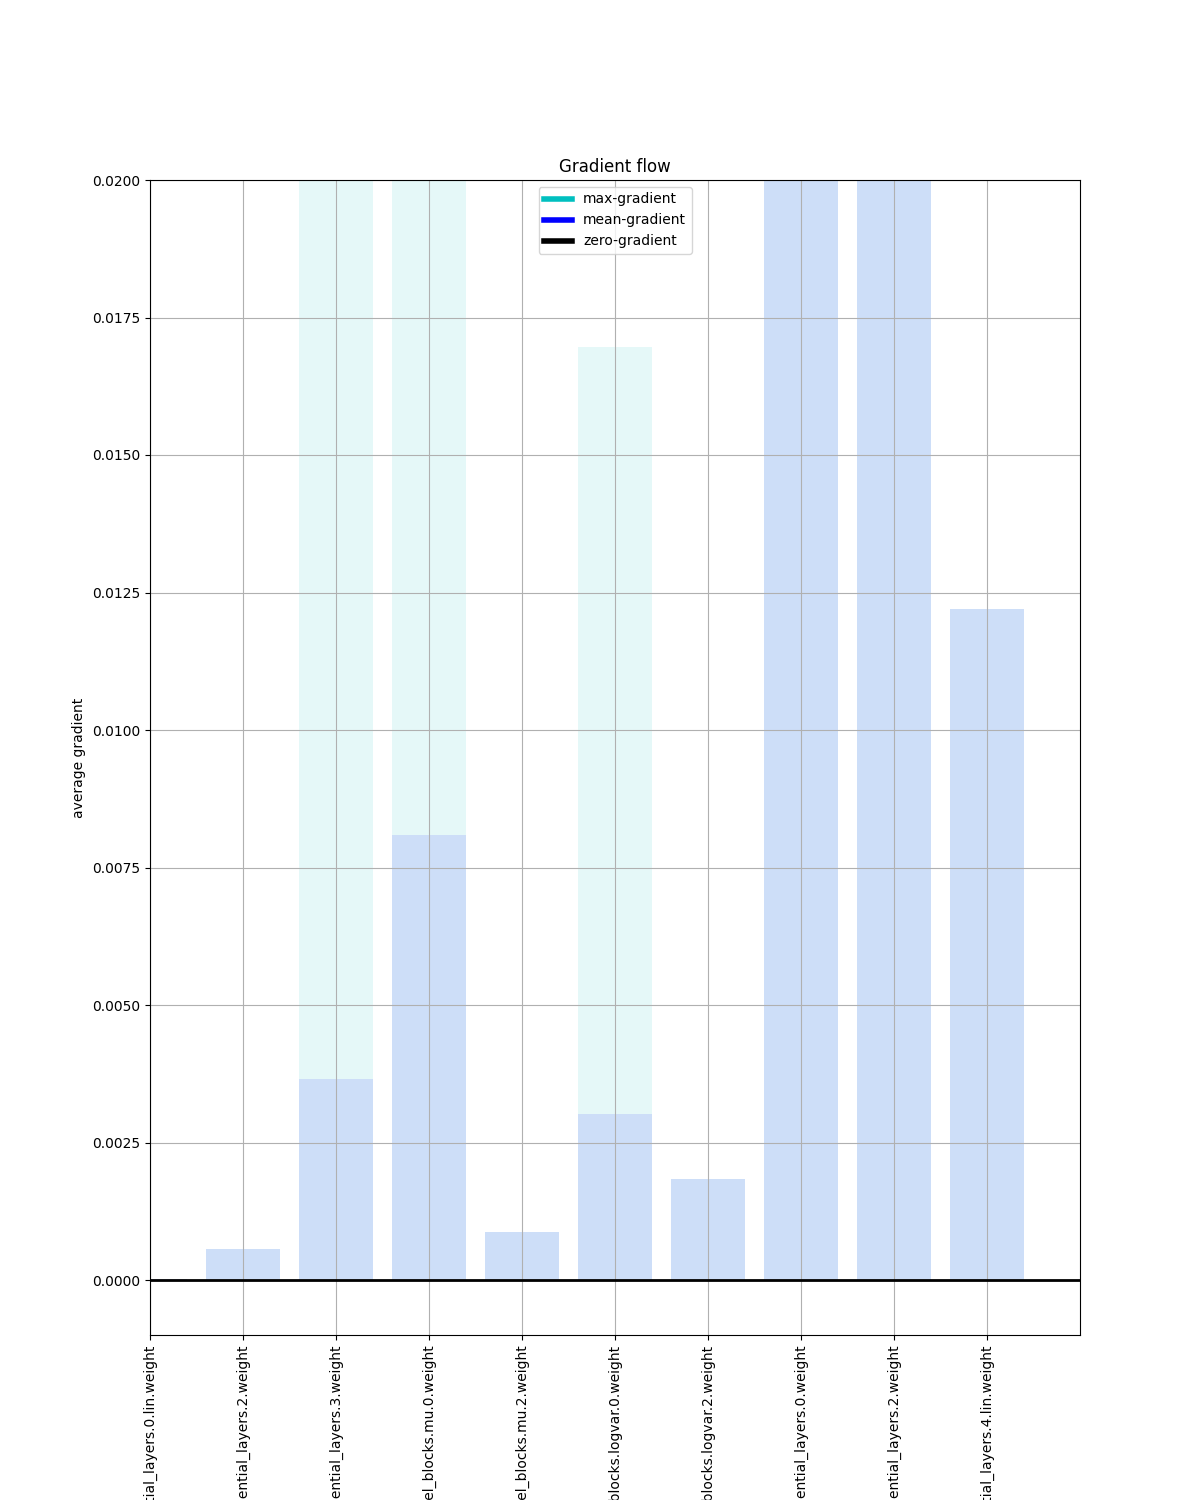 Gradient flow
max-gradient
mean-gradient
zero-gradient
0.0200
0.0175
0.0150
0.0125
0.0100
0.0075
0.0050
0.0025
0.0000
average gradient
tial_layers.0.lin.weight
ential_layers.2.weight
ential_layers.3.weight
el_blocks.mu.0.weight
el_blocks.mu.2.weight
blocks.logvar.0.weight
blocks.logvar.2.weight
ential_layers.0.weight
ential_layers.2.weight
tial_layers.4.lin.weight